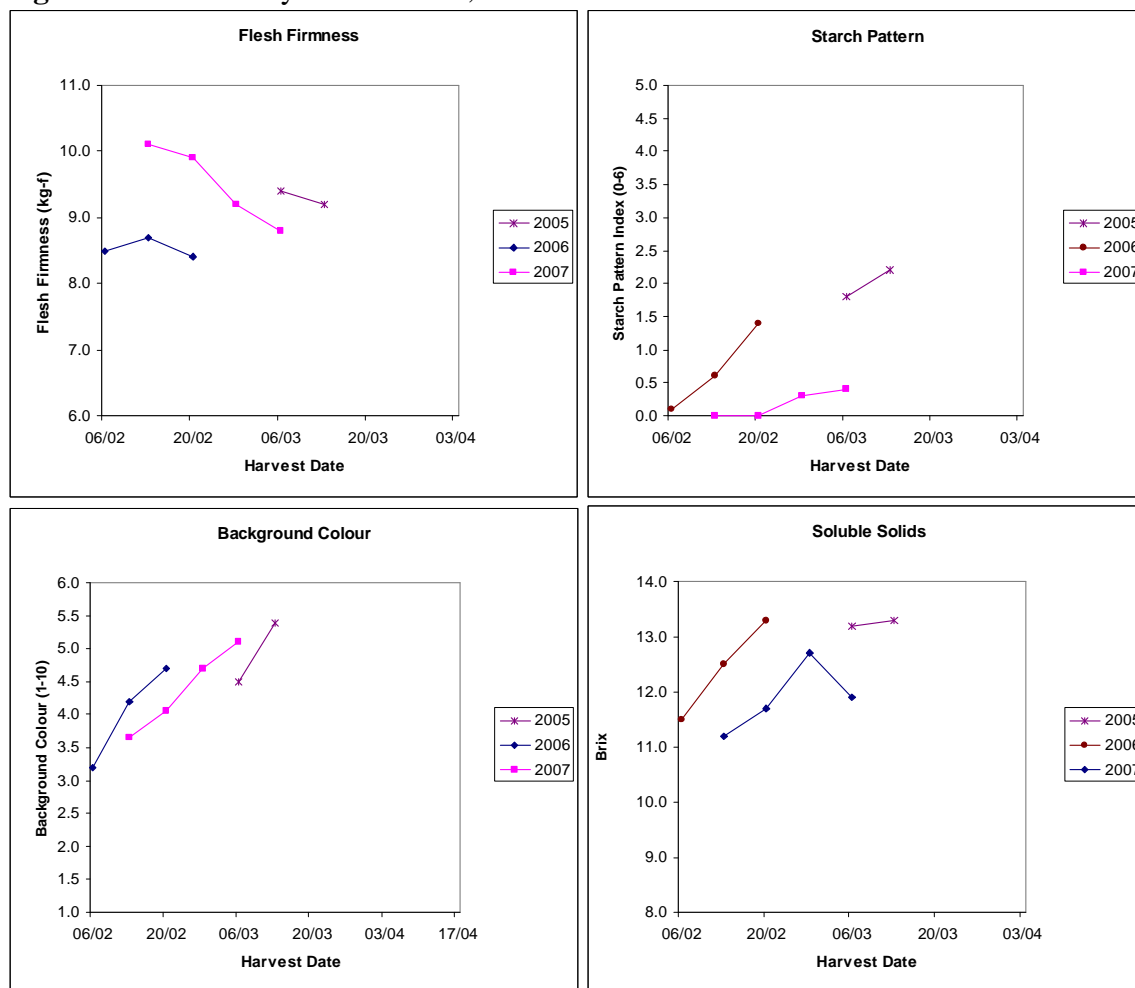 Flesh Firmness
11.0
10.0
9.0
8.0
7.0
6.0
06/02 20/02 06/03 20/03 03/04
Flesh Firmness (kg-f)
Harvest Date
2005
2006
2007
Starch Pattern
5.0
4.5
4.0
3.5
3.0
2.5
2.0
1.5
1.0
0.5
0.0
06/02 20/02 06/03 20/03 03/04
Starch Pattern Index (0-6)
Harvest Date
2005
2006
2007
Background Colour
6.0
5.5
5.0
4.5
4.0
3.5
3.0
2.5
2.0
1.5
1.0
06/02 20/02 06/03 20/03 03/04 17/04
Background Colour (1-10)
Harvest Date
2005
2006
2007
Soluble Solids
14.0
13.0
12.0
11.0
10.0
9.0
8.0
06/02 20/02 06/03 20/03 03/04
Brix
Harvest Date
2005
2006
2007